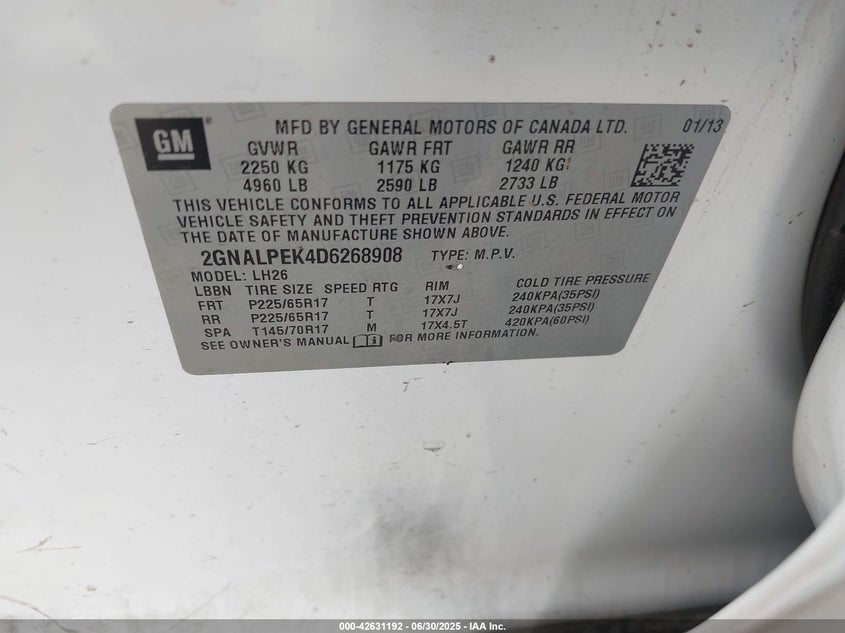 GM
MFD BY GENERAL MOTORS OF CANADA LTD. 01/13
GVWR GAWR FRT GAWR RR
2250 KG 1175 KG 1240 KG
4960 LB 2590 LB 2733 LB
THIS VEHICLE CONFORMS TO ALL APPLICABLE U.S. FEDERAL MOTOR
VEHICLE SAFETY AND THEFT PREVENTION STANDARDS IN EFFECT ON
THE DATE OF MANUFACTURE SHOWN ABOVE.
2GNALPEK4D6268908 TYPE: M.P.V.
MODEL: LH26
LBBN TIRE SIZE SPEED RTG RIM COLD TIRE PRESSURE
FRT P225/65R17 T 17X7J 240KPA(35PSI)
RR P225/65R17 T 17X7J 240KPA(35PSI)
SPA T145/70R17 M 17X4.5T 420KPA(60PSI)
SEE OWNER'S MANUAL FOR MORE INFORMATION.
000-42631192 - 06/30/2025 - IAA Inc.